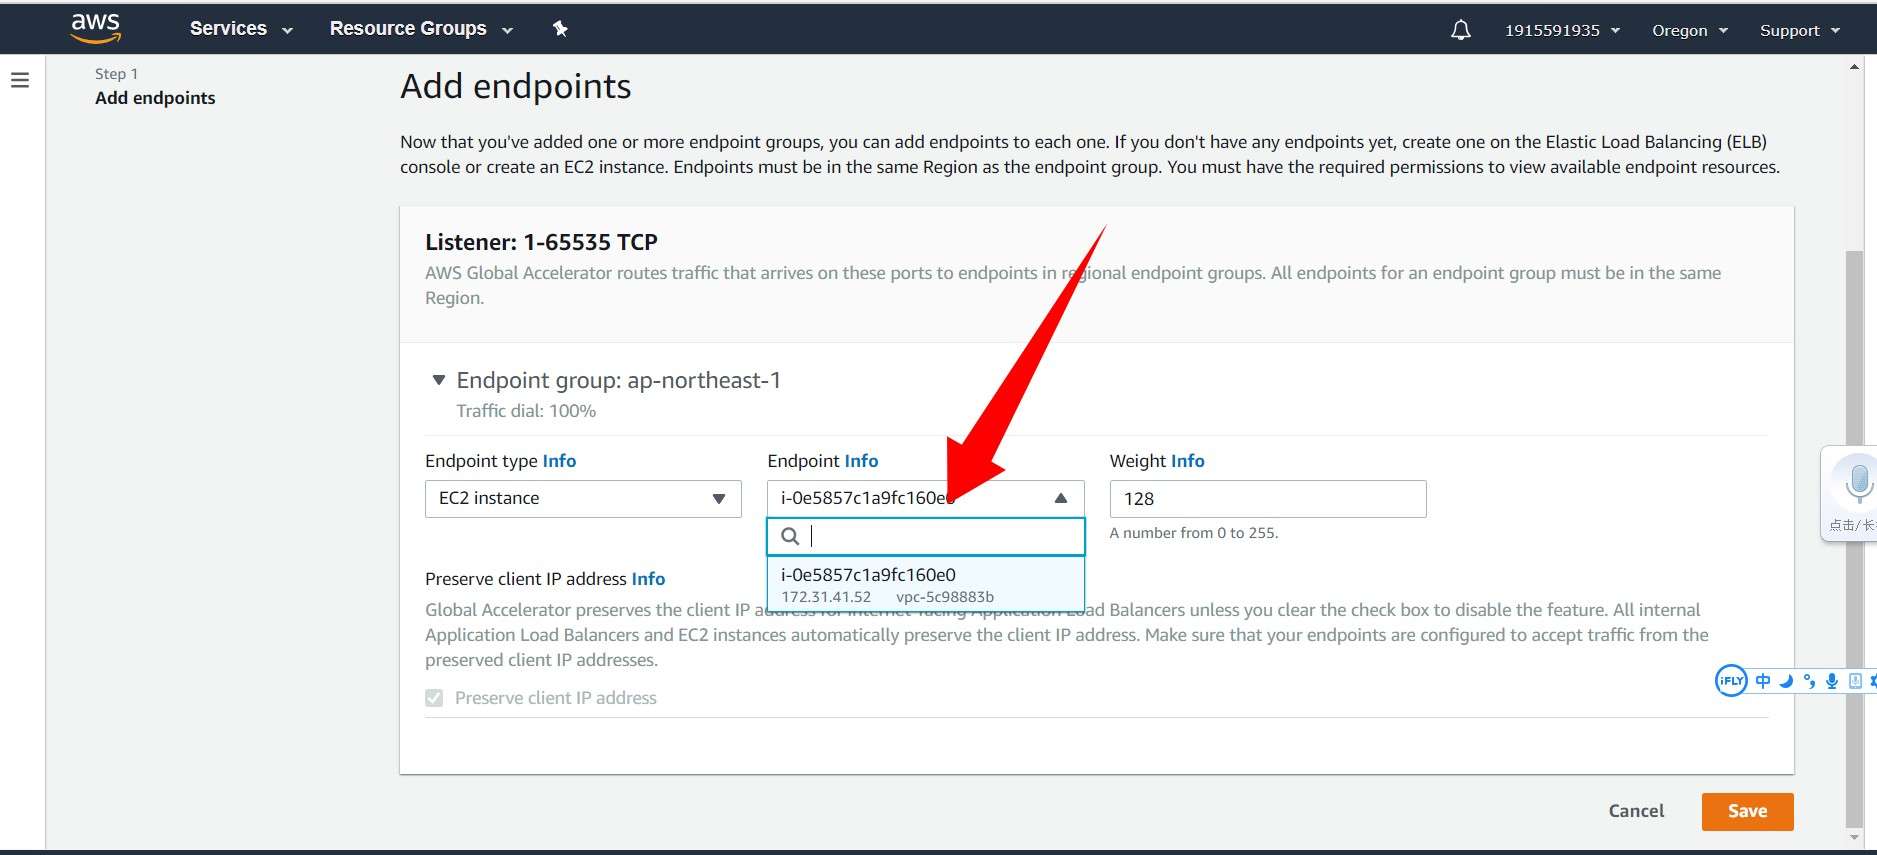 aws
Services
Resource Groups
1915591935
Oregon
Support
Step 1
Add endpoints
Add endpoints
Now that you've added one or more endpoint groups, you can add endpoints to each one. If you don't have any endpoints yet, create one on the Elastic Load Balancing (ELB)
console or create an EC2 instance. Endpoints must be in the same Region as the endpoint group. You must have the required permissions to view available endpoint resources.
Listener: 1-65535 TCP
AWS Global Accelerator routes traffic that arrives on these ports to endpoints in regional endpoint groups. All endpoints for an endpoint group must be in the same
Region.
Endpoint group: ap-northeast-1
Traffic dial: 100%
Endpoint type Info
Endpoint Info
Weight Info
EC2 instance
i-0e5857c1a9fc160e0
128
A number from 0 to 255.
i-0e5857c1a9fc160e0
172.31.41.52 vpc-5c98883b
Preserve client IP address Info
Global Accelerator preserves the client IP address for internet-facing Application Load Balancers unless you clear the check box to disable the feature. All internal
Application Load Balancers and EC2 instances automatically preserve the client IP address. Make sure that your endpoints are configured to accept traffic from the
preserved client IP addresses.
Preserve client IP address
点击/长
iFLY 中
Cancel
Save